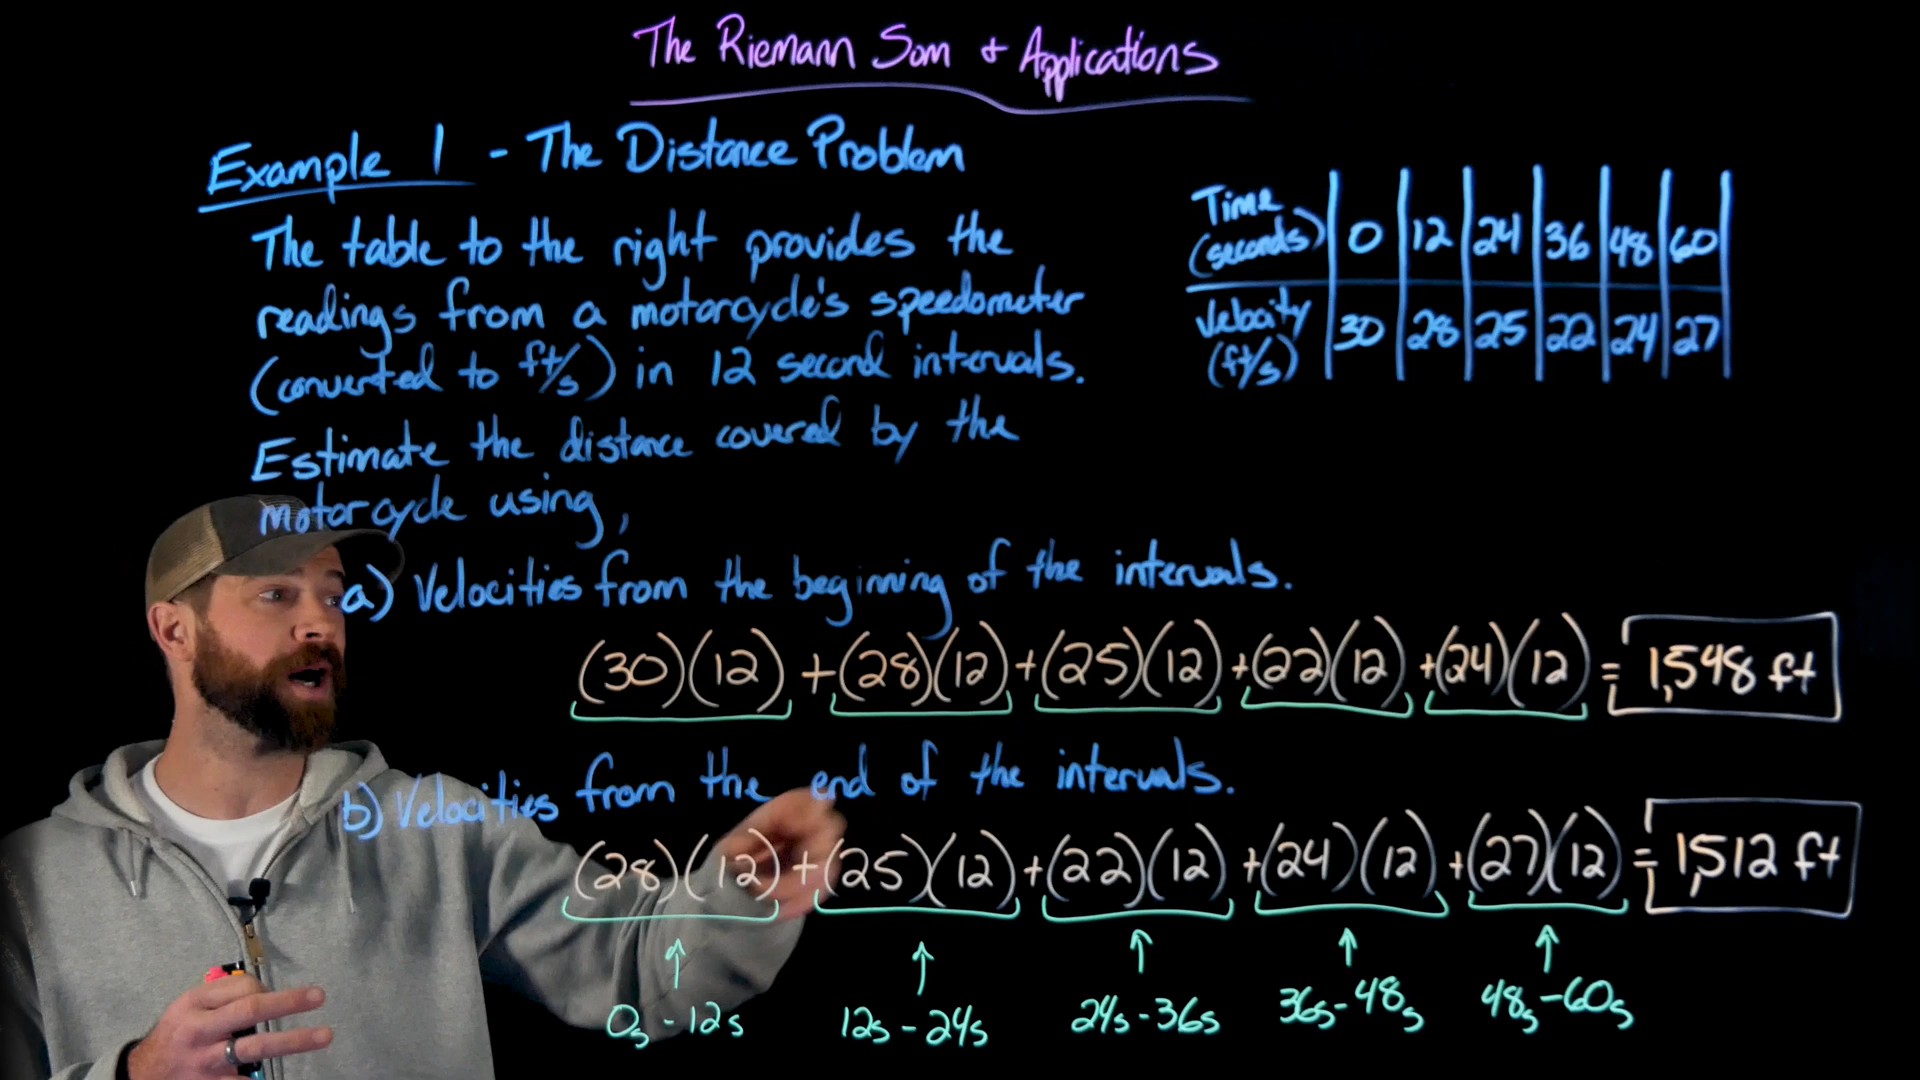 The Riemann Sum + Applications
Example 1 - The Distance Problem
The table to the right provides the
readings from a motorcycle's speedometer
(converted to ft/s) in 12 second intervals.
Estimate the distance covered by the
motorcycle using,
Time (seconds) | 0 | 12 | 24 | 36 | 48 | 60
Velocity (ft/s) | 30 | 28 | 25 | 22 | 24 | 27
a) Velocities from the beginning of the intervals.
(30)(12) + (28)(12) + (25)(12) + (22)(12) + (24)(12) = 1,548 ft
b) Velocities from the end of the intervals.
(28)(12) + (25)(12) + (22)(12) + (24)(12) + (27)(12) = 1,512 ft
0s - 12s 12s - 24s 24s - 36s 36s - 48s 48s - 60s